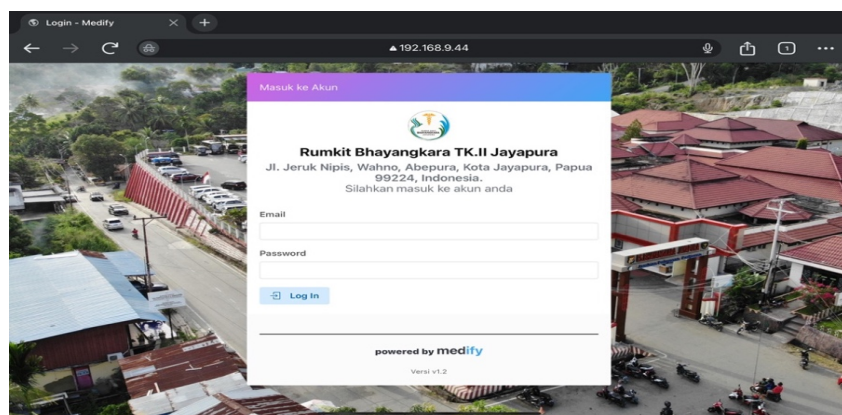 Login - Medify
192.168.9.44
1
Masuk ke Akun
Rumkit Bhayangkara TK.II Jayapura
Jl. Jeruk Nipis, Wahno, Abepura, Kota Jayapura, Papua
99224, Indonesia.
Silahkan masuk ke akun anda
Email
Password
Log In
powered by medify
Versi v1.2